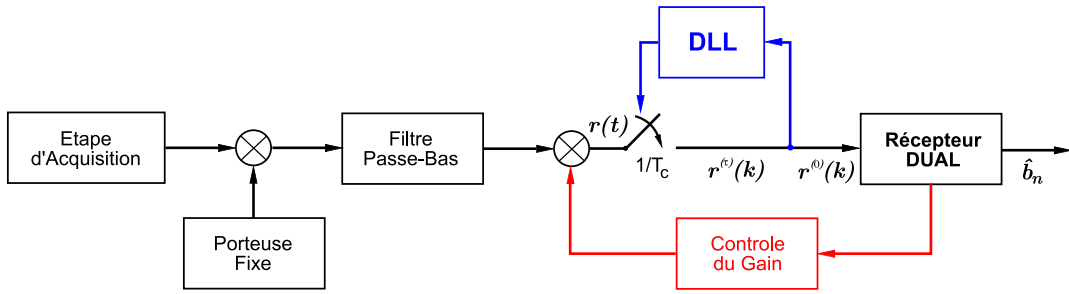 DLL
Etape
d'Acquisition
Filtre
Passe-Bas
r(t)
1/T_c
r^(τ)(k)
r^(0)(k)
Récepteur
DUAL
b̂_n
Porteuse
Fixe
Controle
du Gain